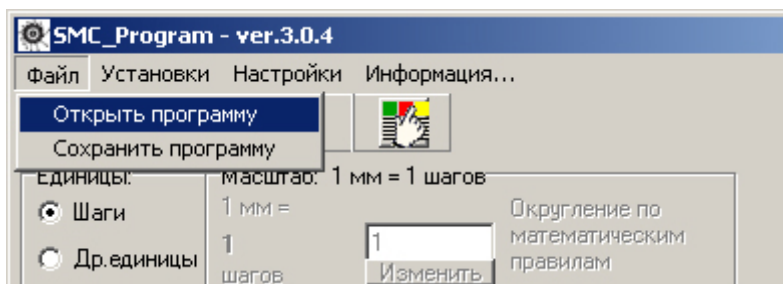 SMC_Program - ver.3.0.4
Файл Установки Настройки Информация...
Открыть программу
Сохранить программу
Единицы:
Шаги
Др.единицы
Масштаб: 1 мм = 1 шагов
1 мм =
1
шагов
1
Изменить
Округление по
математическим
правилам